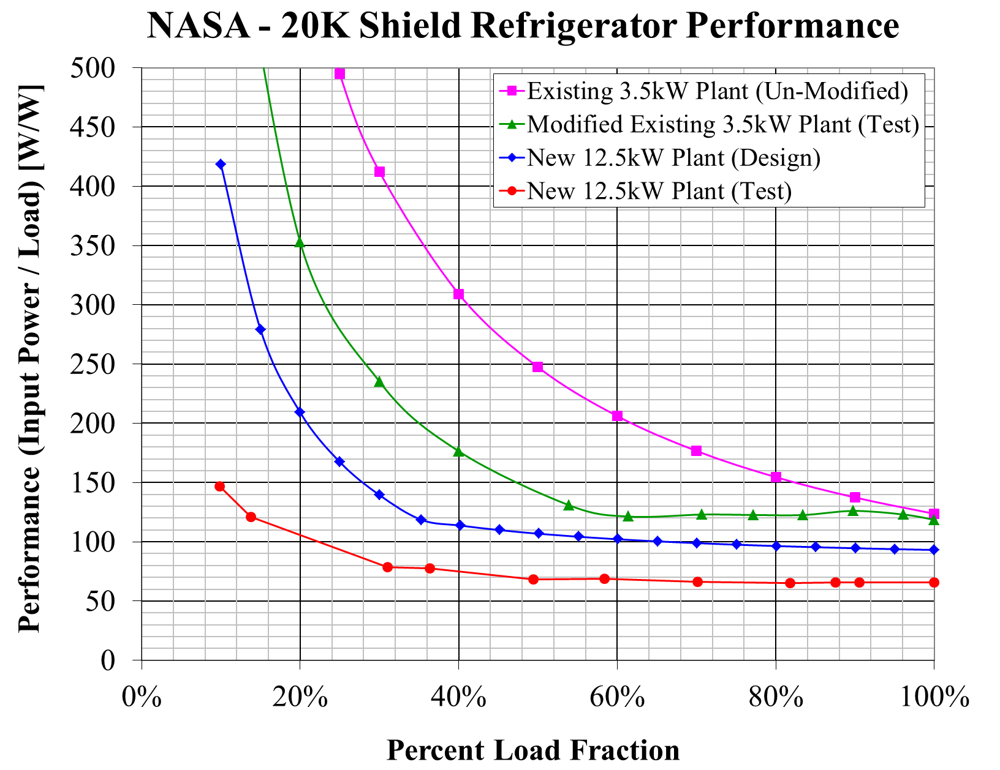 NASA - 20K Shield Refrigerator Performance
Performance (Input Power / Load) [W/W]
500
450
400
350
300
250
200
150
100
50
0
Existing 3.5kW Plant (Un-Modified)
Modified Existing 3.5kW Plant (Test)
New 12.5kW Plant (Design)
New 12.5kW Plant (Test)
0% 20% 40% 60% 80% 100%
Percent Load Fraction